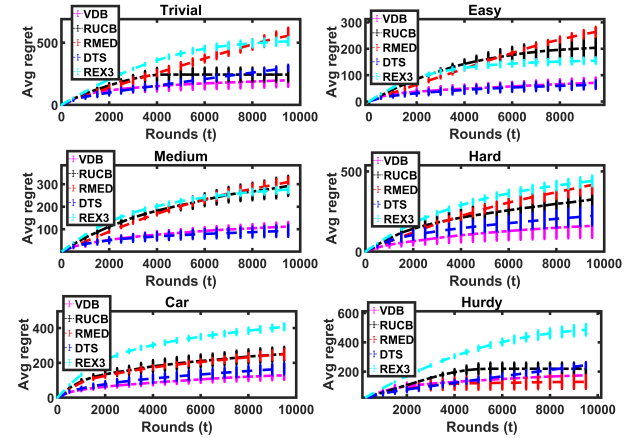 Trivial
Avg regret
500
0
VDB
RUCB
RMED
DTS
REX3
0 2000 4000 6000 8000 10000
Rounds (t)
Easy
Avg regret
300
200
100
0
VDB
RUCB
RMED
DTS
REX3
0 2000 4000 6000 8000
Rounds (t)
Medium
Avg regret
300
200
100
VDB
RUCB
RMED
DTS
REX3
0 2000 4000 6000 8000 10000
Rounds (t)
Hard
Avg regret
500
0
VDB
RUCB
RMED
DTS
REX3
0 2000 4000 6000 8000 10000
Rounds (t)
Car
Avg regret
400
200
0
VDB
RUCB
RMED
DTS
REX3
0 2000 4000 6000 8000 10000
Rounds (t)
Hurdy
Avg regret
600
400
200
VDB
RUCB
RMED
DTS
REX3
2000 4000 6000 8000 10000
Rounds (t)